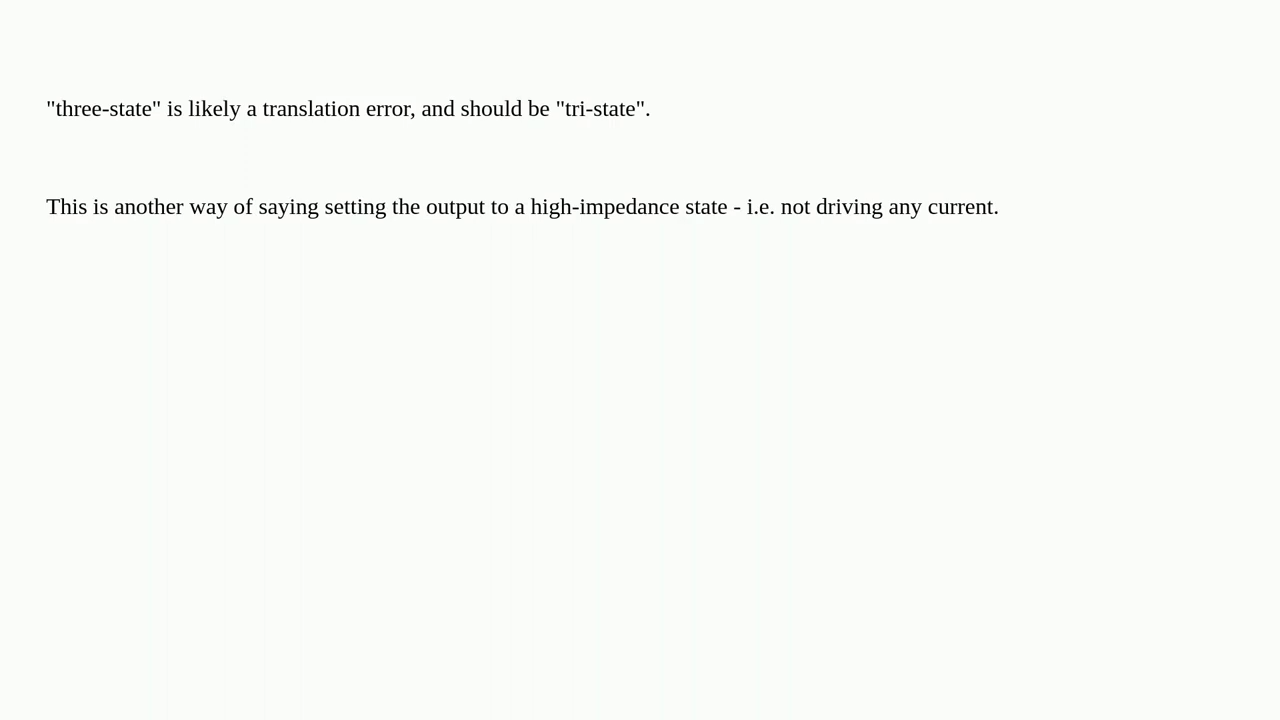 "three-state" is likely a translation error, and should be "tri-state".
This is another way of saying setting the output to a high-impedance state - i.e. not driving any current.